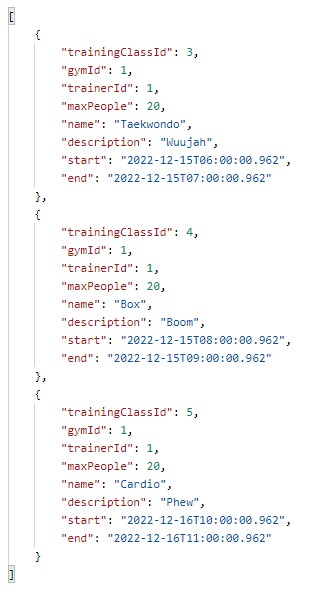 [
    {
        "trainingClassId": 3,
        "gymId": 1,
        "trainerId": 1,
        "maxPeople": 20,
        "name": "Taekwondo",
        "description": "Wuujah",
        "start": "2022-12-15T06:00:00.962",
        "end": "2022-12-15T07:00:00.962"
    },
    {
        "trainingClassId": 4,
        "gymId": 1,
        "trainerId": 1,
        "maxPeople": 20,
        "name": "Box",
        "description": "Boom",
        "start": "2022-12-15T08:00:00.962",
        "end": "2022-12-15T09:00:00.962"
    },
    {
        "trainingClassId": 5,
        "gymId": 1,
        "trainerId": 1,
        "maxPeople": 20,
        "name": "Cardio",
        "description": "Phew",
        "start": "2022-12-16T10:00:00.962",
        "end": "2022-12-16T11:00:00.962"
    }
]